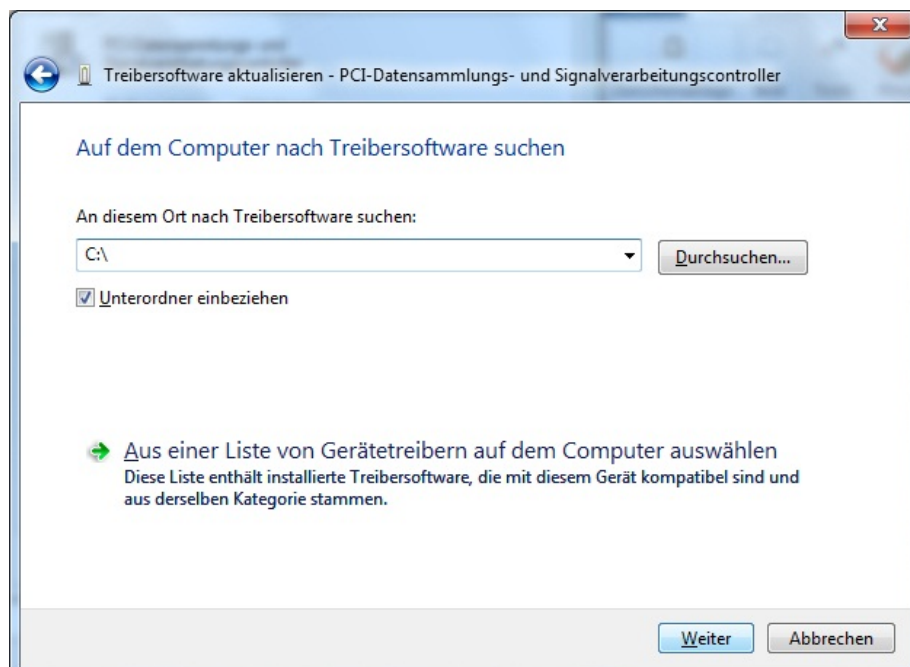 Treibersoftware aktualisieren - PCI-Datensammlungs- und Signalverarbeitungscontroller
Auf dem Computer nach Treibersoftware suchen
An diesem Ort nach Treibersoftware suchen:
C:\
Durchsuchen...
Unterordner einbeziehen
Aus einer Liste von Gerätetreibern auf dem Computer auswählen
Diese Liste enthält installierte Treibersoftware, die mit diesem Gerät kompatibel sind und
aus derselben Kategorie stammen.
Weiter
Abbrechen